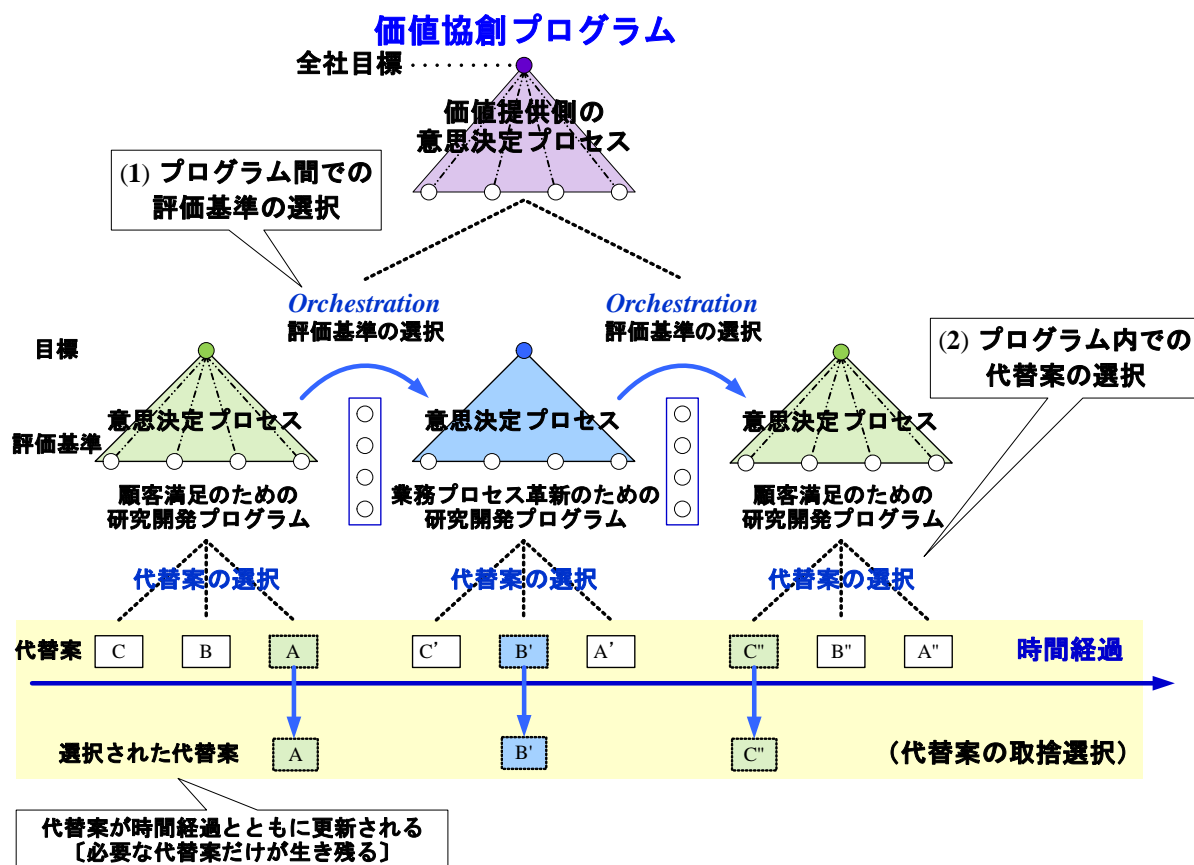 価値協創プログラム
全社目標
価値提供側の
意思決定プロセス
(1) プログラム間での
評価基準の選択
Orchestration
評価基準の選択
Orchestration
評価基準の選択
(2) プログラム内での
代替案の選択
目標
評価基準
意思決定プロセス
意思決定プロセス
意思決定プロセス
顧客満足のための
研究開発プログラム
業務プロセス革新のための
研究開発プログラム
顧客満足のための
研究開発プログラム
代替案の選択
代替案の選択
代替案の選択
代替案
C
B
A
C'
B'
A'
C"
B"
A"
時間経過
選択された代替案
A
B'
C"
(代替案の取捨選択)
代替案が時間経過とともに更新される
〔必要な代替案だけが生き残る〕